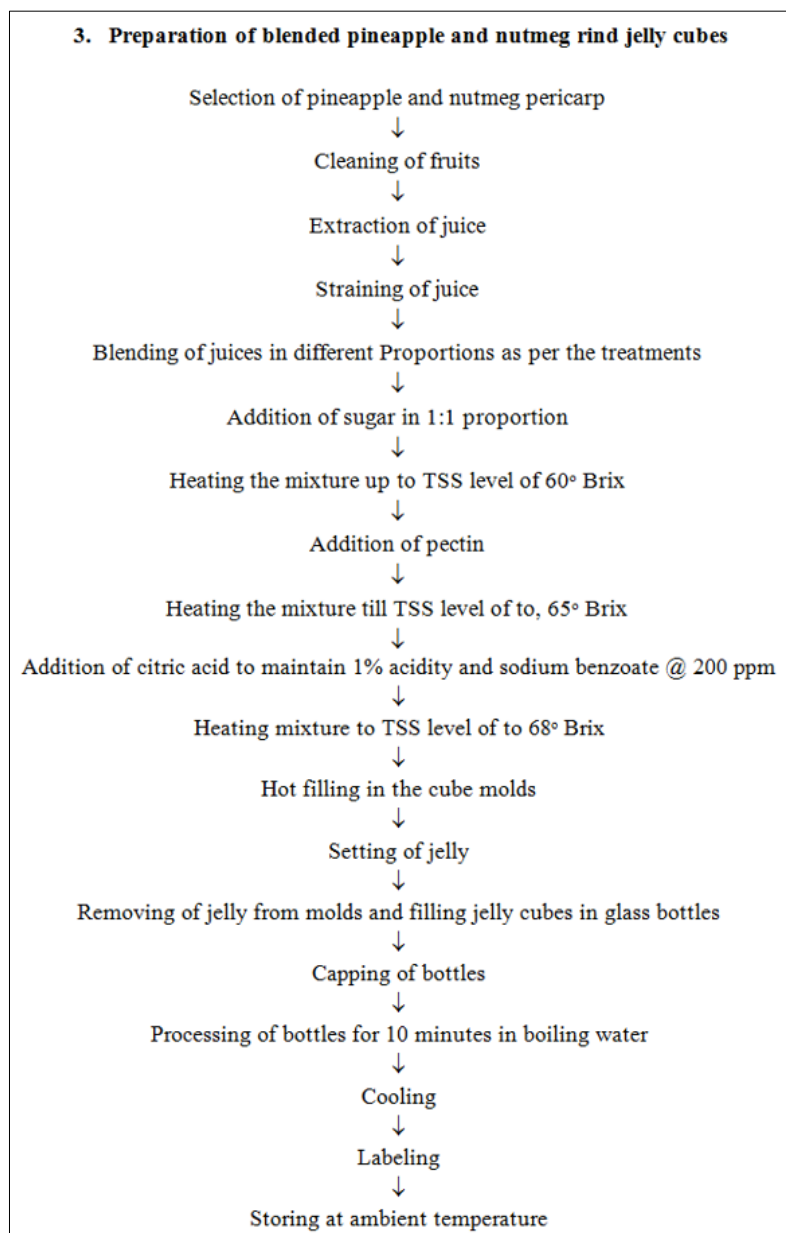 3. Preparation of blended pineapple and nutmeg rind jelly cubes
Selection of pineapple and nutmeg pericarp
↓
Cleaning of fruits
↓
Extraction of juice
↓
Straining of juice
↓
Blending of juices in different Proportions as per the treatments
↓
Addition of sugar in 1:1 proportion
↓
Heating the mixture up to TSS level of 60° Brix
↓
Addition of pectin
↓
Heating the mixture till TSS level of to, 65° Brix
↓
Addition of citric acid to maintain 1% acidity and sodium benzoate @ 200 ppm
↓
Heating mixture to TSS level of to 68° Brix
↓
Hot filling in the cube molds
↓
Setting of jelly
↓
Removing of jelly from molds and filling jelly cubes in glass bottles
↓
Capping of bottles
↓
Processing of bottles for 10 minutes in boiling water
↓
Cooling
↓
Labeling
↓
Storing at ambient temperature